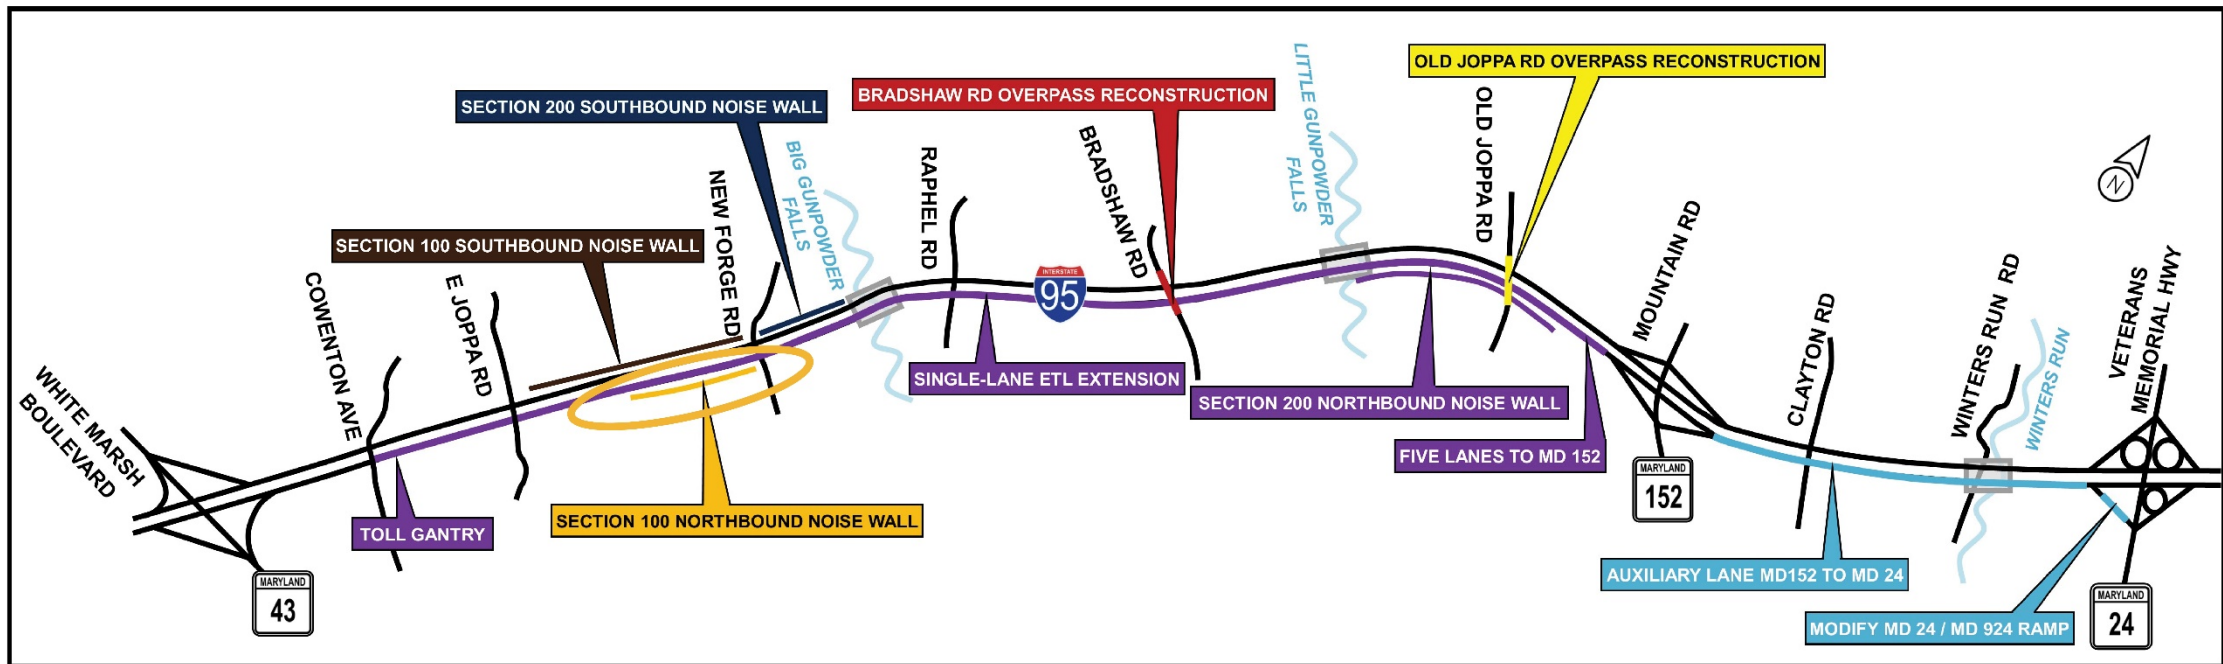 LITTLE GUNPOWDER
FALLS
OLD JOPPA RD OVERPASS RECONSTRUCTION
BRADSHAW RD OVERPASS RECONSTRUCTION
SECTION 200 SOUTHBOUND NOISE WALL
OLD JOPPA RD
BRADSHAW RD
BIG GUNPOWDER
FALLS
RAPHEL RD
NEW FORGE RD
N
SECTION 100 SOUTHBOUND NOISE WALL
COWENTON AVE
E JOPPA RD
INTERSTATE
95
MOUNTAIN RD
CLAYTON RD
WINTERS RUN RD
WINTERS RUN
VETERANS
MEMORIAL HWY
WHITE MARSH
BOULEVARD
SINGLE-LANE ETL EXTENSION
SECTION 200 NORTHBOUND NOISE WALL
FIVE LANES TO MD 152
MARYLAND
152
TOLL GANTRY
SECTION 100 NORTHBOUND NOISE WALL
AUXILIARY LANE MD152 TO MD 24
MARYLAND
43
MODIFY MD 24 / MD 924 RAMP
MARYLAND
24